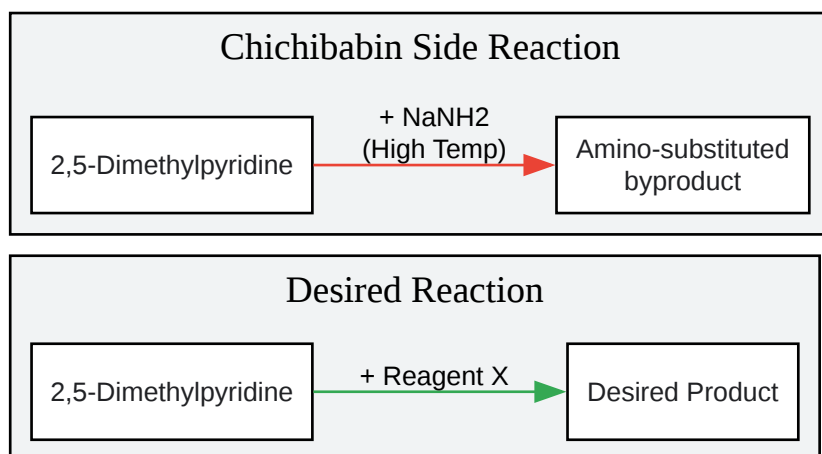 Chichibabin Side Reaction
2,5-Dimethylpyridine
+ NaNH2
(High Temp)
Amino-substituted
byproduct
Desired Reaction
2,5-Dimethylpyridine
+ Reagent X
Desired Product